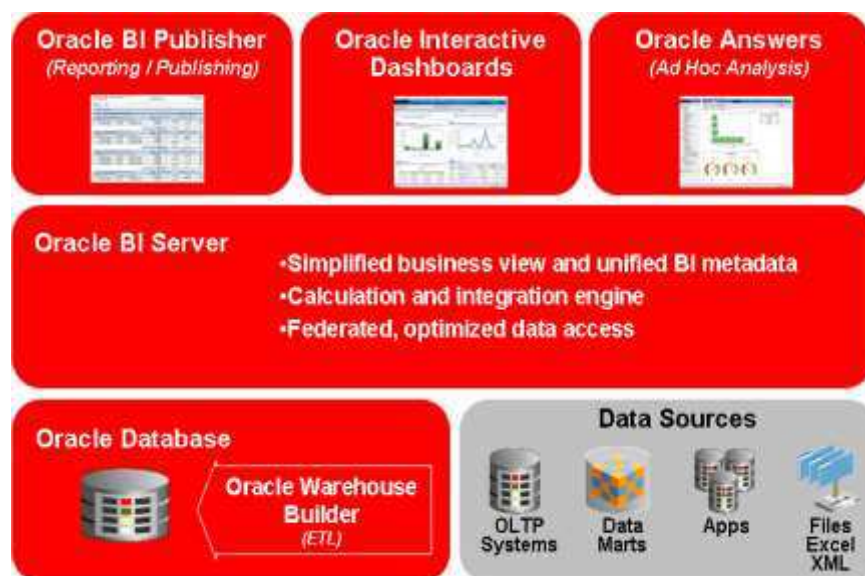 Oracle BI Publisher
(Reporting / Publishing)
Oracle Interactive
Dashboards
Oracle Answers
(Ad Hoc Analysis)
Oracle BI Server
•Simplified business view and unified BI metadata
•Calculation and integration engine
•Federated, optimized data access
Oracle Database
Oracle Warehouse
Builder
(ETL)
Data Sources
OLTP
Systems
Data
Marts
Apps
Files
Excel
XML